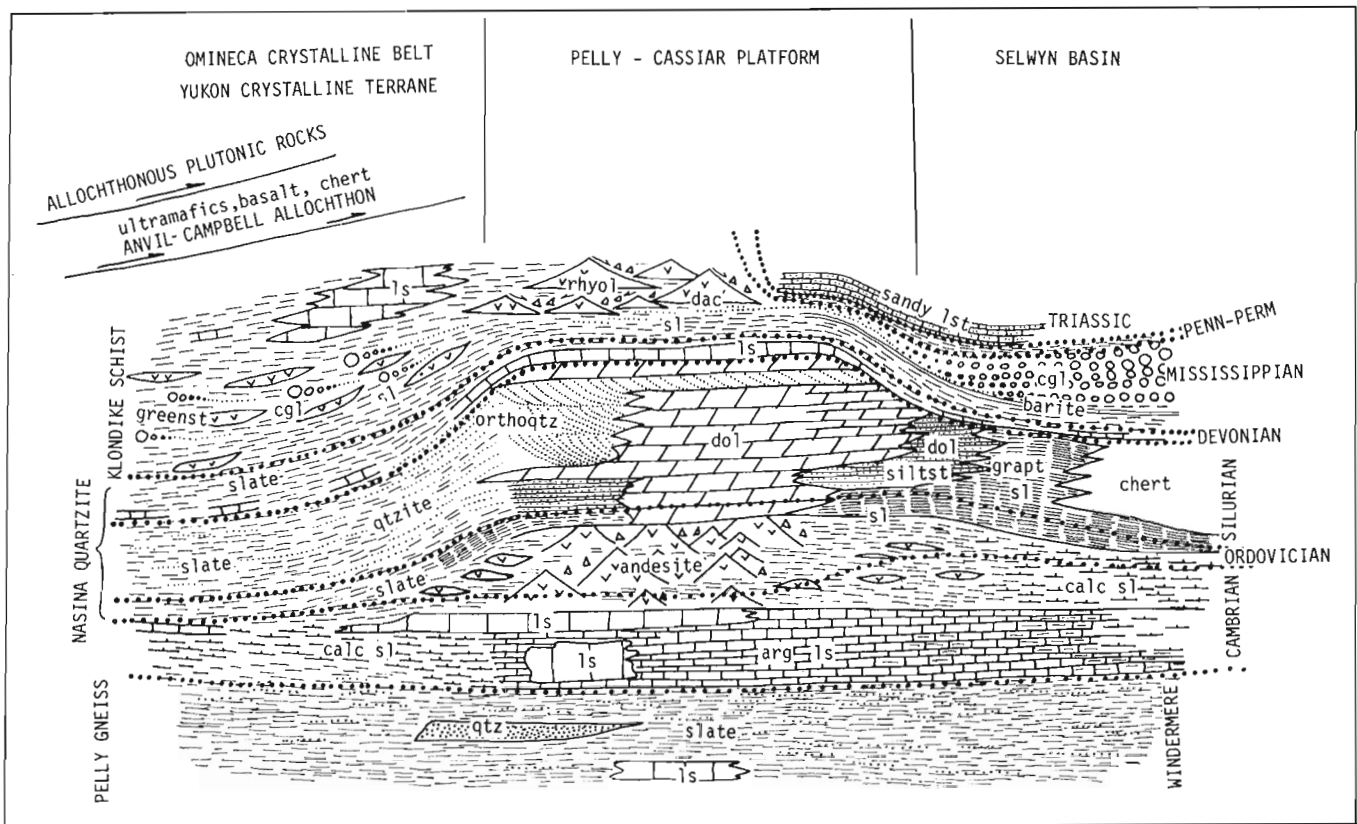 OMINECA CRYSTALLINE BELT
YUKON CRYSTALLINE TERRANE
PELLY - CASSIAR PLATFORM
SELWYN BASIN
ALLOCHTHONOUS PLUTONIC ROCKS
ultramafics, basalt, chert
ANVIL-CAMPBELL ALLOCHTHON
ls
rhyol
dac
sl
ls
sandy lst
TRIASSIC
PENN-PERM
cgl
MISSISSIPPIAN
barite
DEVONIAN
KLONDIKE SCHIST
greenst
cgl
slate
orthoqtz
dol
dol
siltst
grapt
sl
chert
SILURIAN
NASINA QUARTZITE
qtzite
slate
slate
sl
andesite
ORDOVICIAN
calc sl
CAMBRIAN
ls
calc sl
ls
arg ls
PELLY GNEISS
qtz
slate
ls
WINDERMERE